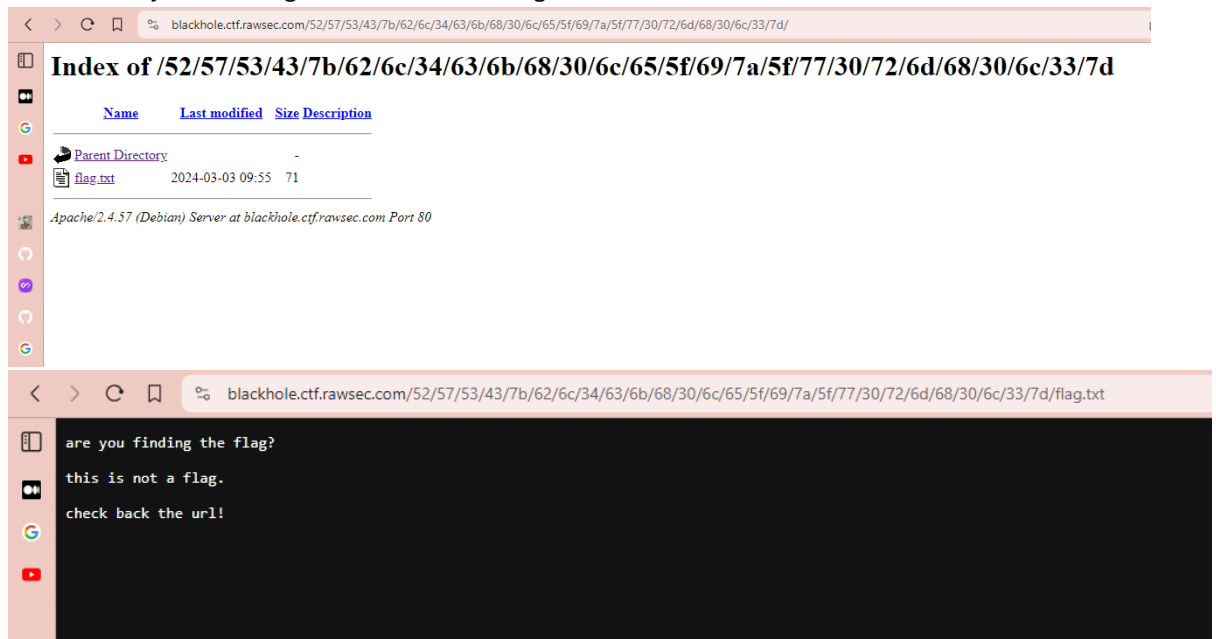 blackhole.ctf.rawsec.com/52/57/53/43/7b/62/6c/34/63/6b/68/30/6c/65/5f/69/7a/5f/77/30/72/6d/68/30/6c/33/7d/
Index of /52/57/53/43/7b/62/6c/34/63/6b/68/30/6c/65/5f/69/7a/5f/77/30/72/6d/68/30/6c/33/7d
Name Last modified Size Description
Parent Directory -
flag.txt 2024-03-03 09:55 71
Apache/2.4.57 (Debian) Server at blackhole.ctf.rawsec.com Port 80
blackhole.ctf.rawsec.com/52/57/53/43/7b/62/6c/34/63/6b/68/30/6c/65/5f/69/7a/5f/77/30/72/6d/68/30/6c/33/7d/flag.txt
are you finding the flag?
this is not a flag.
check back the url!